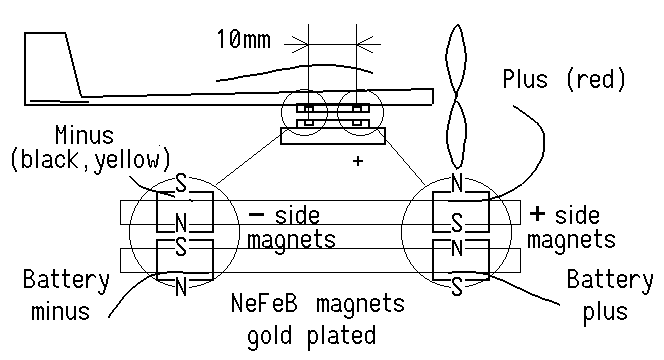 10mm
Plus (red)
Minus
(black,yellow)
+
S
N
- side
magnets
+ side
magnets
N
S
S
N
N
S
Battery
minus
Battery
plus
NeFeB magnets
gold plated